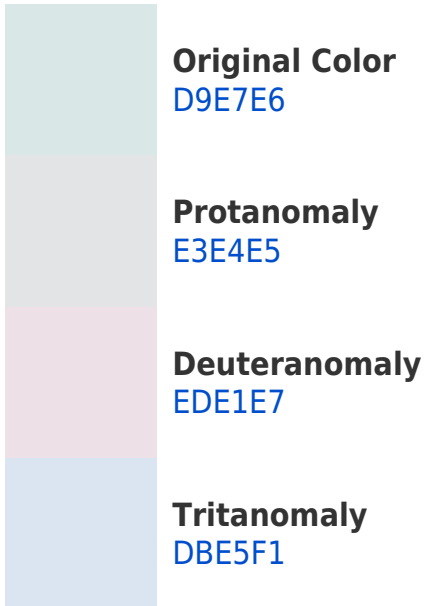 Original Color
D9E7E6
Protanomaly
E3E4E5
Deuteranomaly
EDE1E7
Tritanomaly
DBE5F1